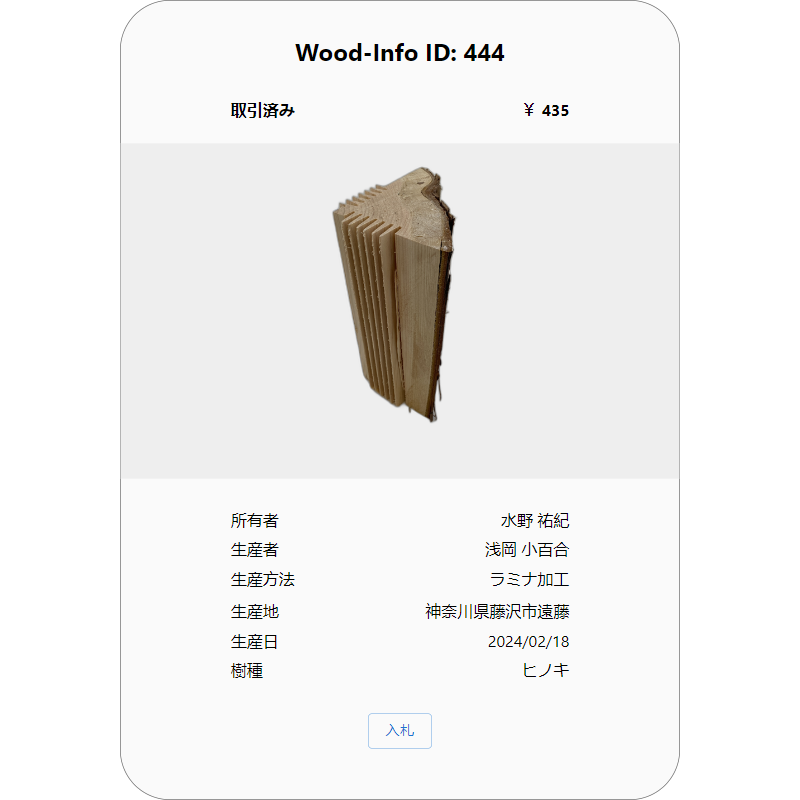 Wood-Info ID: 444
取引済み ￥ 435
所有者 水野 祐紀
生産者 浅岡 小百合
生産方法 ラミナ加工
生産地 神奈川県藤沢市遠藤
生産日 2024/02/18
樹種 ヒノキ
入札